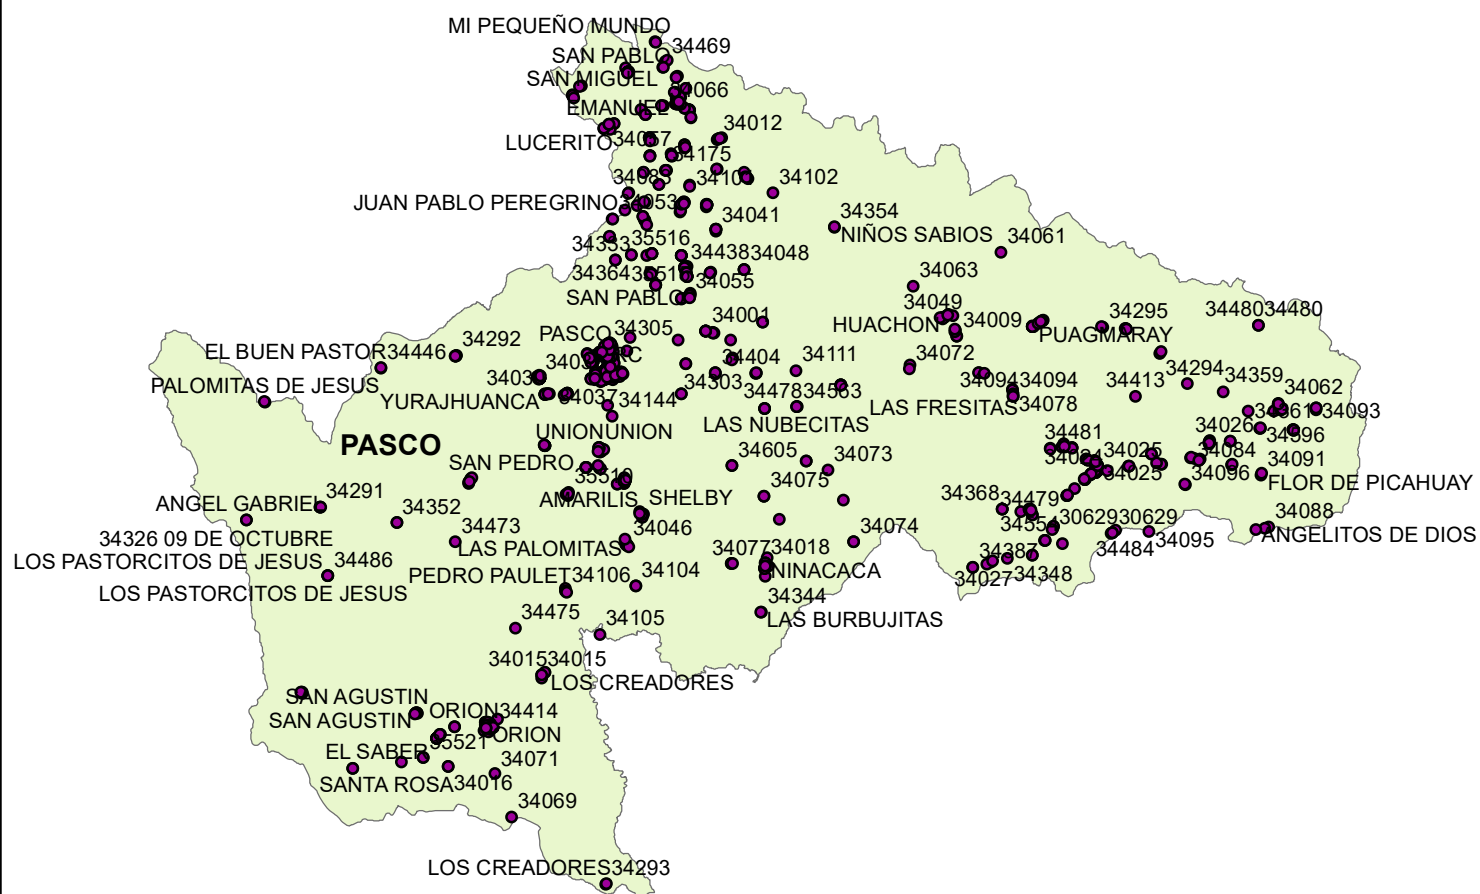 MI PEQUEÑO MUNDO
34469
SAN PABLO
SAN MIGUEL
34066
EMANUEL
34012
LUCERITO
34057
34175
34083
34102
JUAN PABLO PEREGRINO
34053
34041
34354
NIÑOS SABIOS
34061
34333
35516
34438
34048
34364
34055
34063
SAN PABLO
34049
34001
HUACHON
34009
34295
34480
34480
PUAGMARAY
PASCO
34305
34292
EL BUEN PASTOR
34446
34404
34111
34072
PALOMITAS DE JESUS
34303
34094
34094
34413
34294
34359
34062
YURAJHUANCA
34037
34144
34478
LAS FRESITAS
34078
34093
LAS NUBECITAS
34026
34396
UNION
UNION
PASCO
34481
34605
34073
34084
34091
SAN PEDRO
34025
34025
34096
FLOR DE PICAHUAY
34075
AMARILIS
SHELBY
34368
34479
34291
ANGEL GABRIEL
34352
34088
34046
34074
34554
30629
30629
34095
ANGELITOS DE DIOS
34326 09 DE OCTUBRE
34473
LAS PALOMITAS
34484
34077
34018
34387
LOS PASTORCITOS DE JESUS
34486
PEDRO PAULET
34106
34104
NINACACA
34027
34348
LOS PASTORCITOS DE JESUS
34344
34475
34105
LAS BURBUJITAS
34015
34015
LOS CREADORES
SAN AGUSTIN
ORION
34414
SAN AGUSTIN
ORION
EL SABER
35521
34071
SANTA ROSA
34016
34069
LOS CREADORES
34293